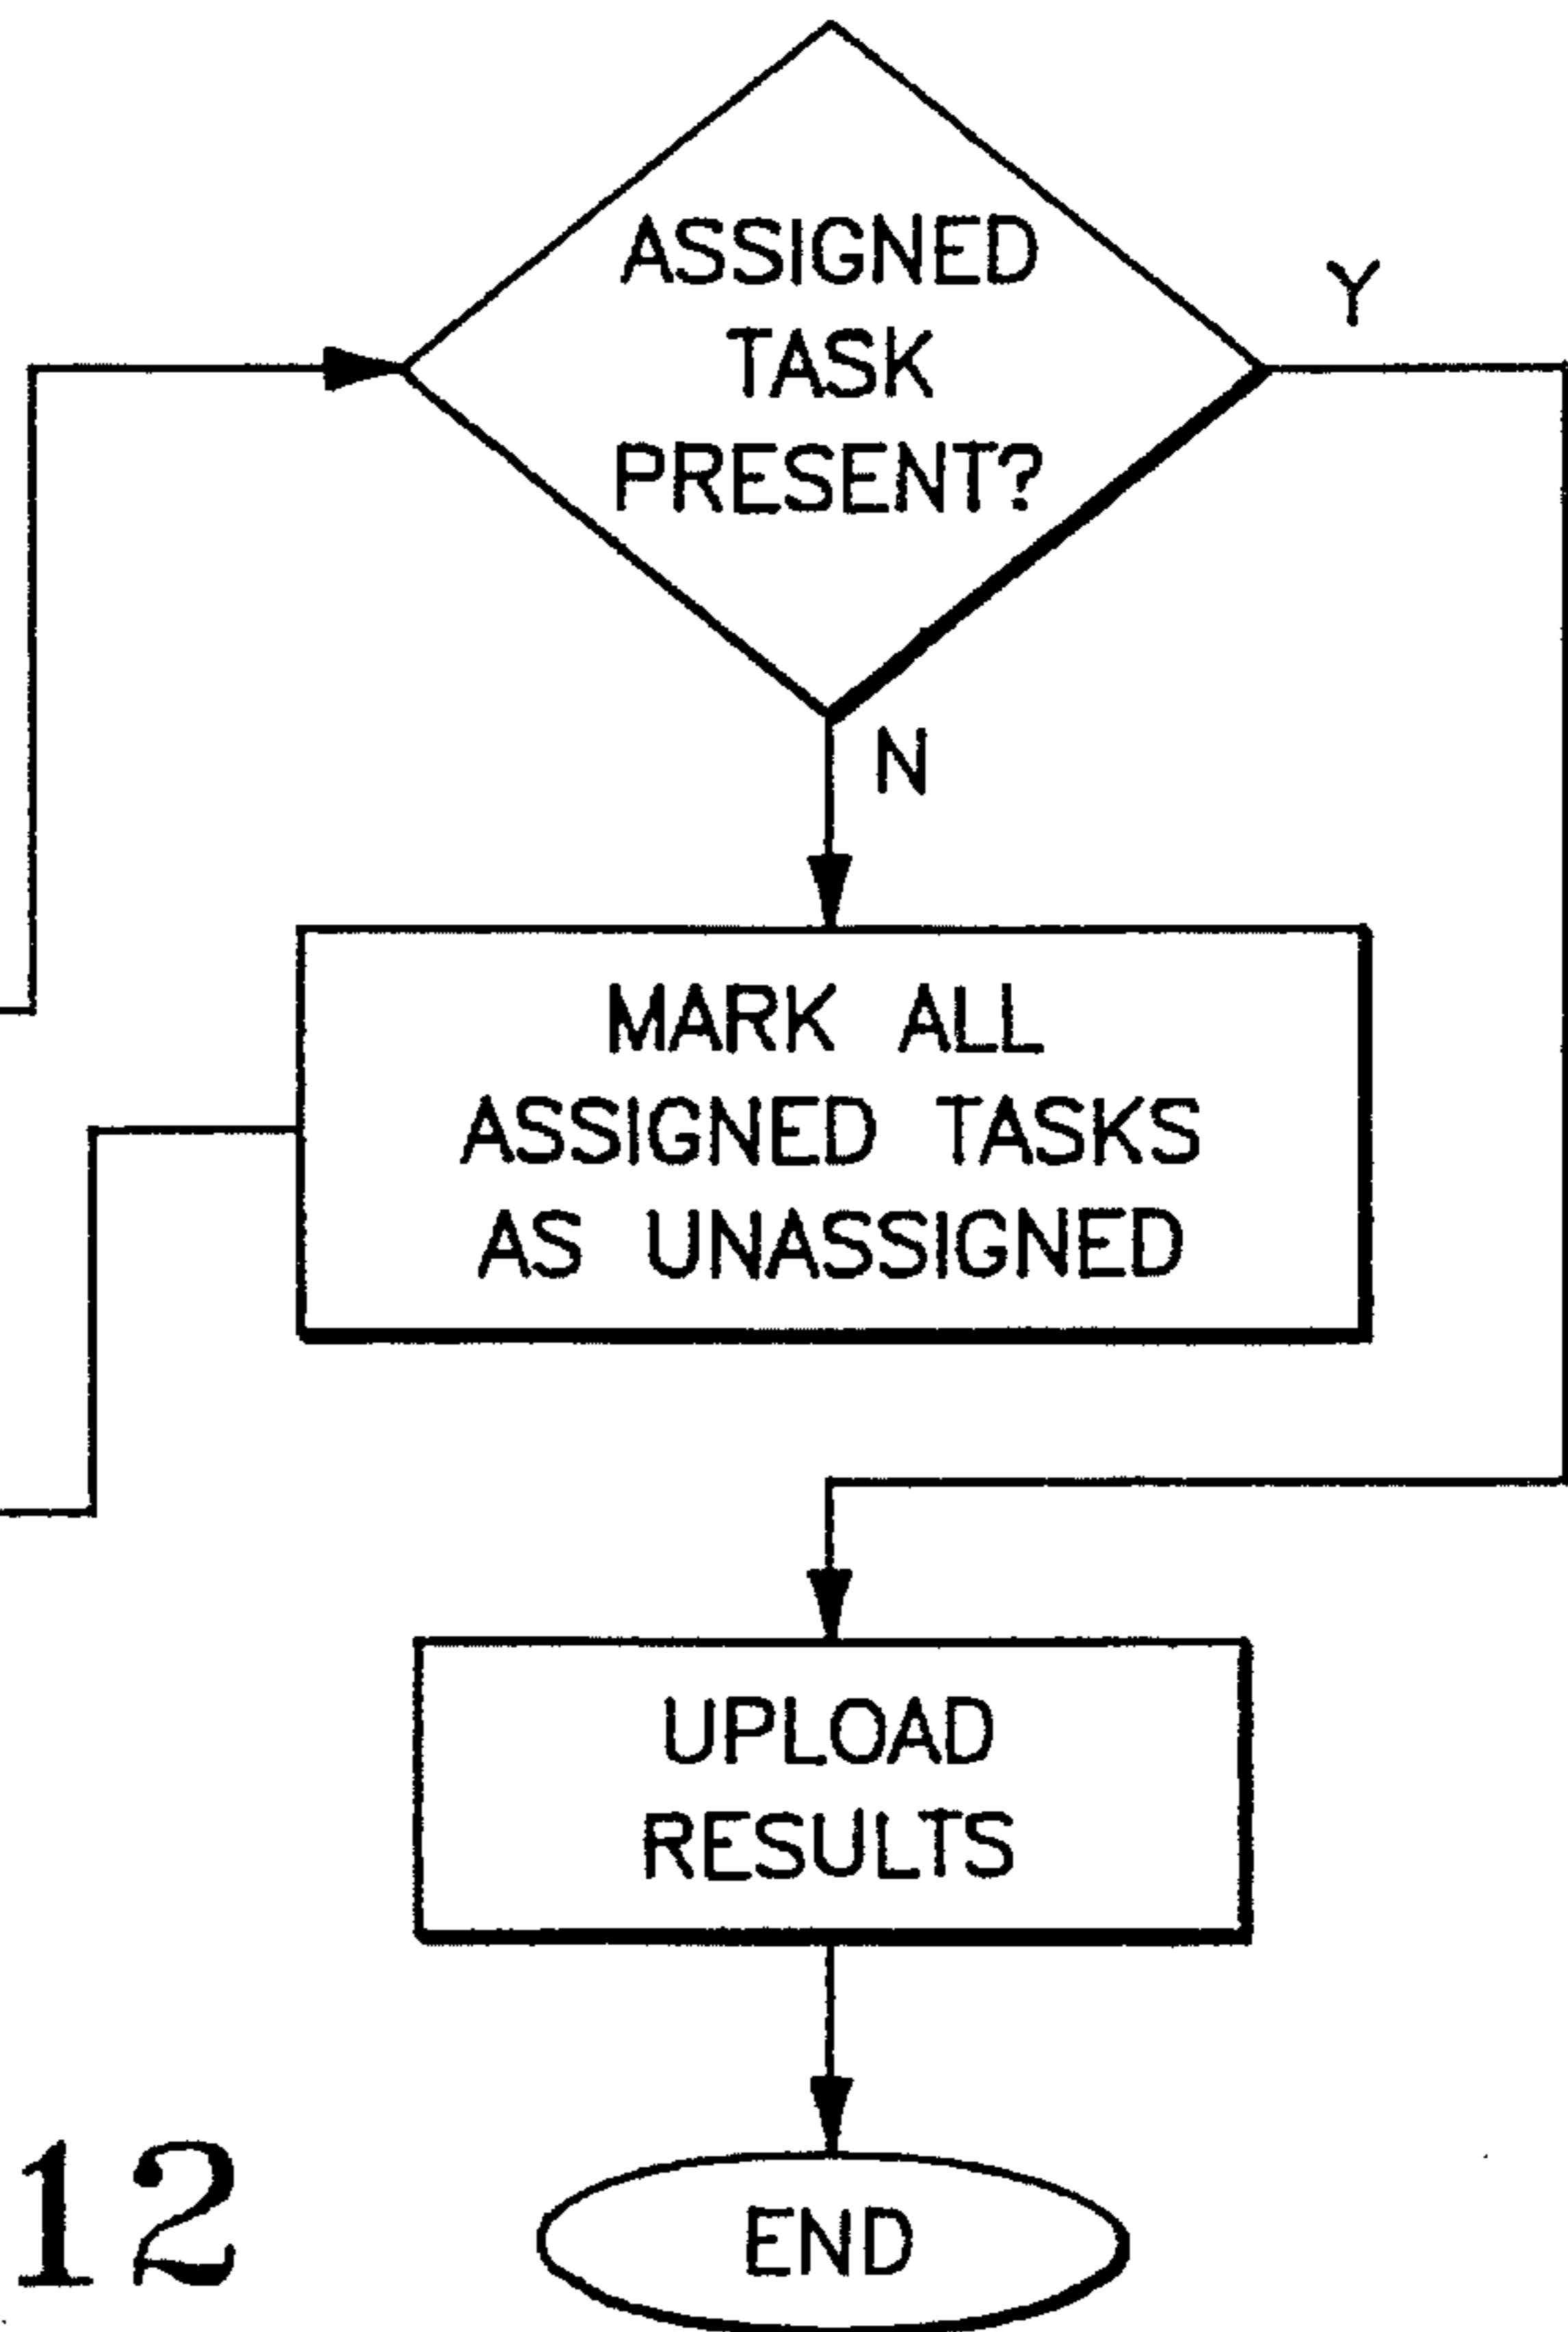 ASSIGNED
TASK
PRESENT?
Y
N
MARK ALL
ASSIGNED TASKS
AS UNASSIGNED
UPLOAD
RESULTS
END
12